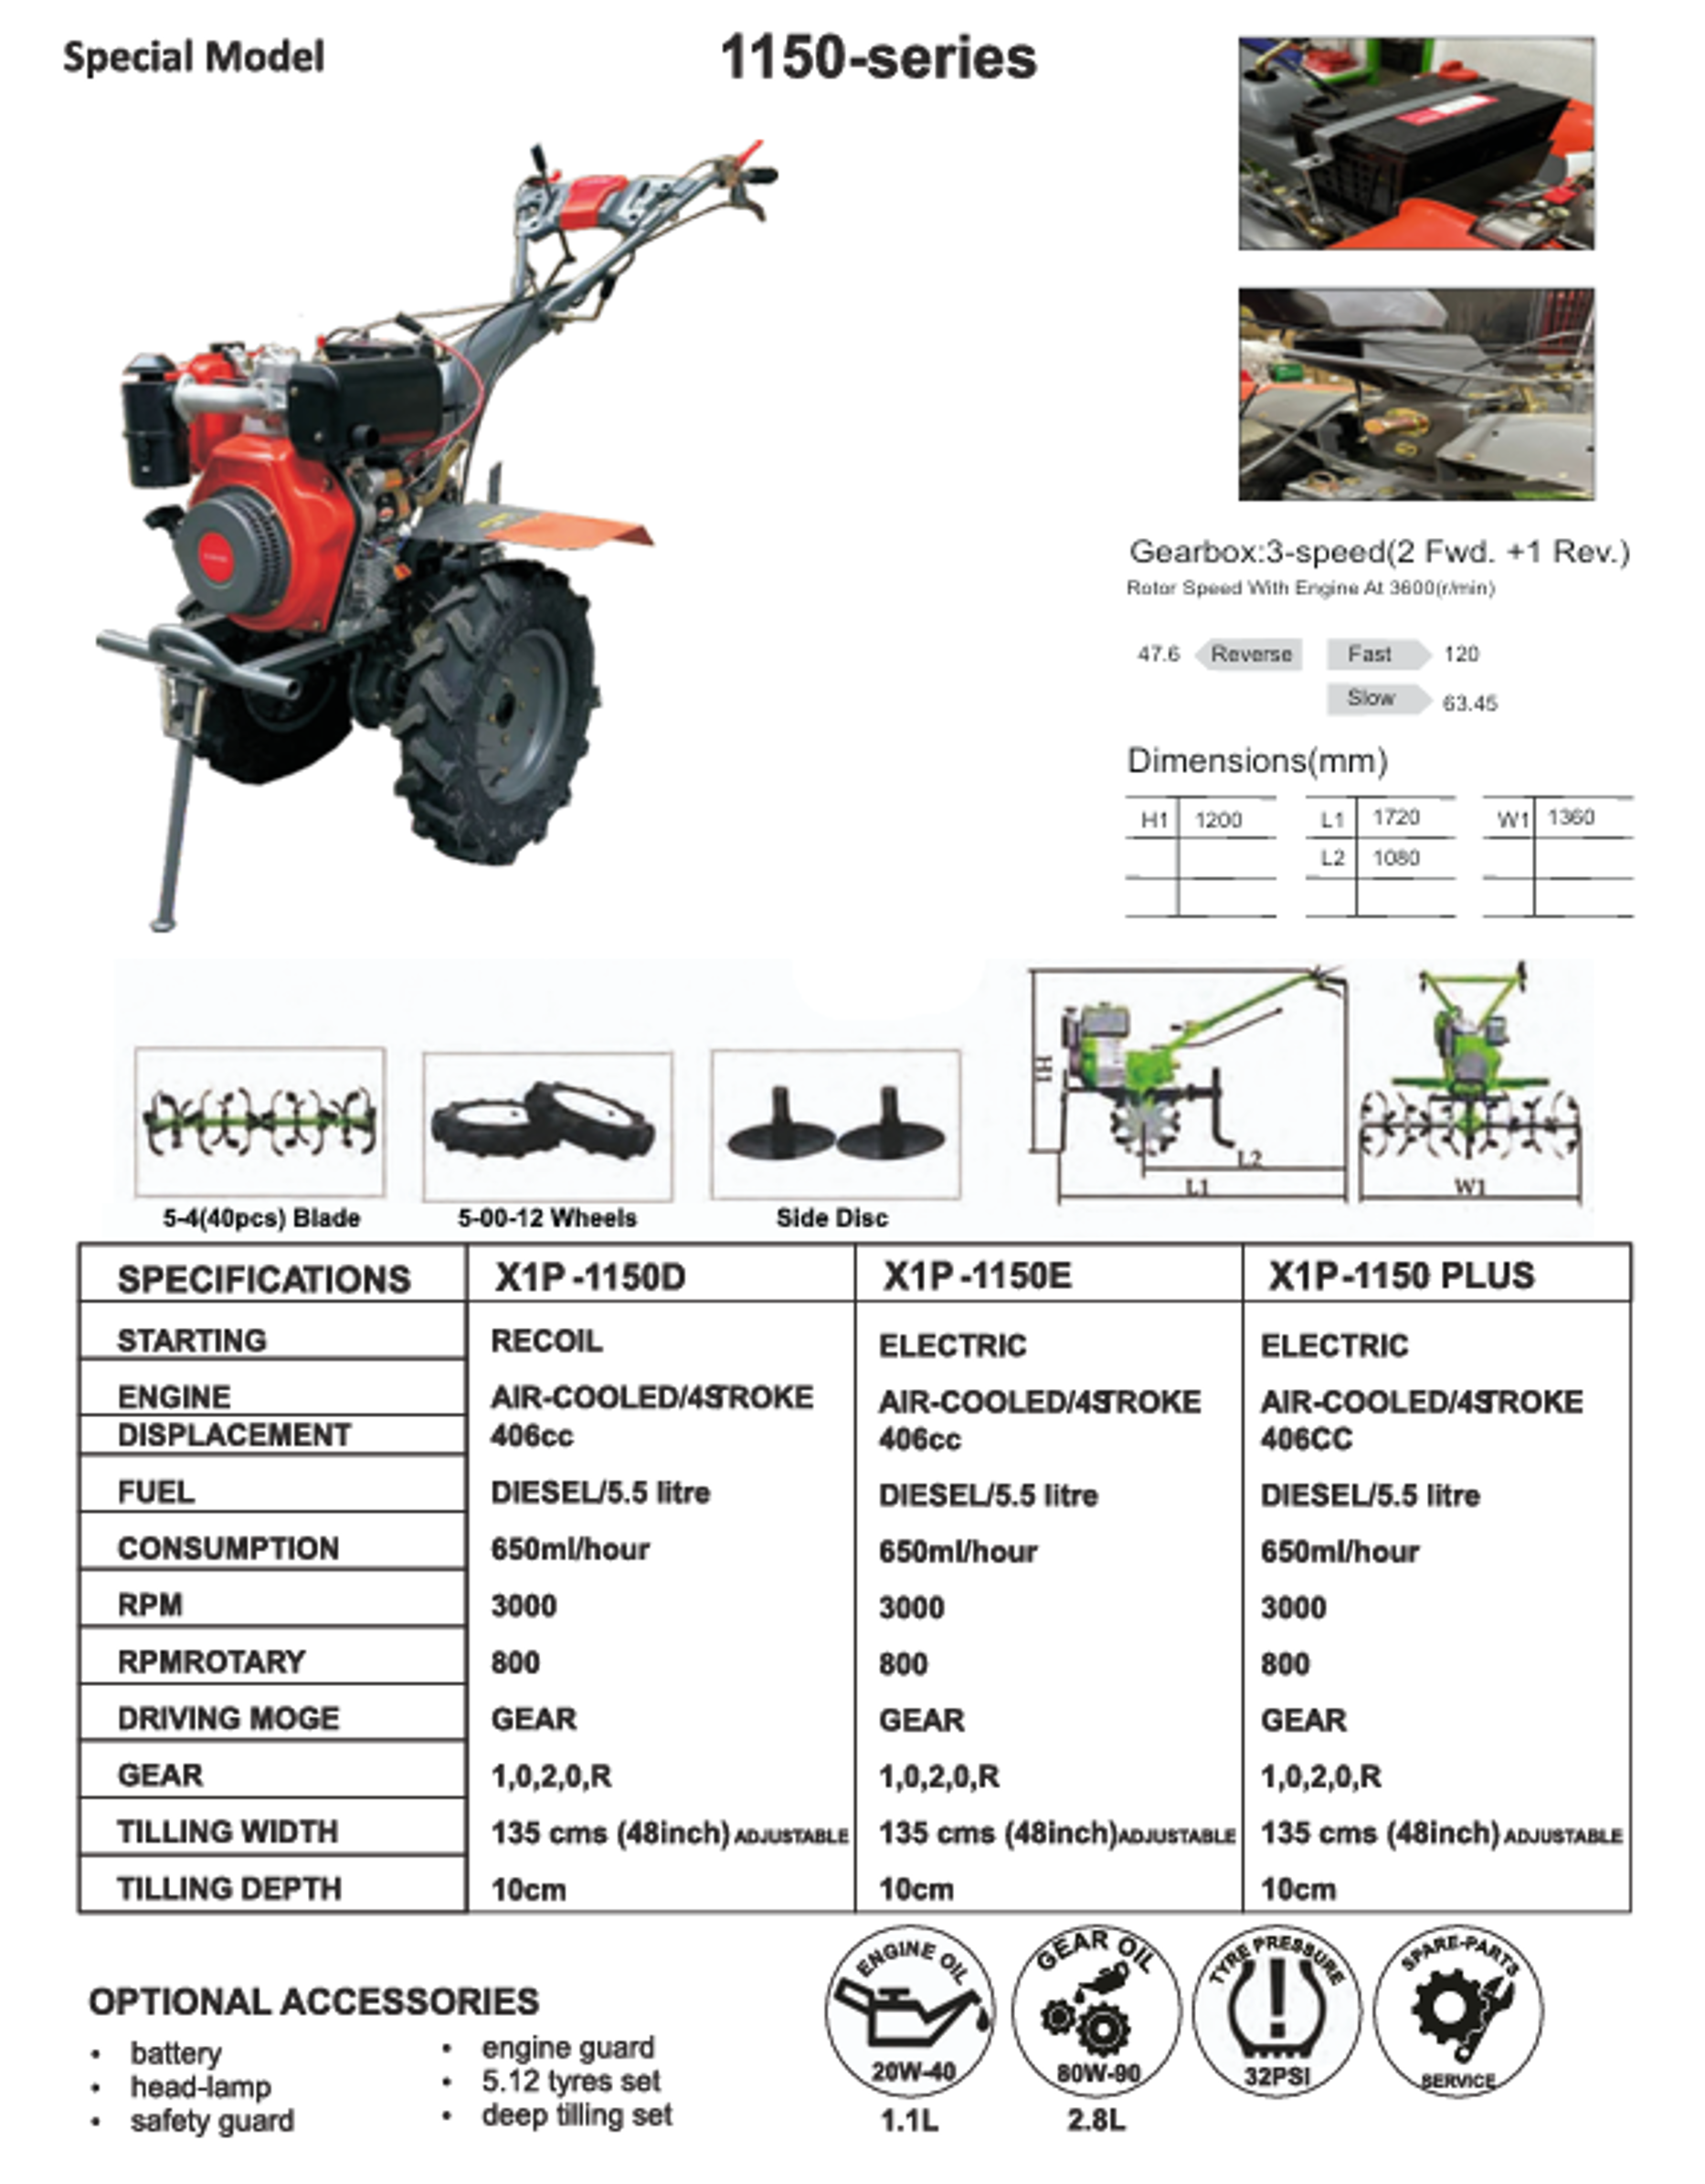 Special Model
1150-series
Gearbox:3-speed(2 Fwd. +1 Rev.)
Rotor Speed With Engine At 3600(r/min)
47.6 Reverse Fast 120
Slow 63.45
Dimensions(mm)
H1 1200 L1 1720 W1 1360
L2 1080
H1
L2
L1
W1
5-4(40pcs) Blade
5-00-12 Wheels
Side Disc
SPECIFICATIONS X1P-1150D X1P-1150E X1P-1150 PLUS
STARTING RECOIL ELECTRIC ELECTRIC
ENGINE AIR-COOLED/4STROKE AIR-COOLED/4STROKE AIR-COOLED/4STROKE
DISPLACEMENT 406cc 406cc 406CC
FUEL DIESEL/5.5 litre DIESEL/5.5 litre DIESEL/5.5 litre
CONSUMPTION 650ml/hour 650ml/hour 650ml/hour
RPM 3000 3000 3000
RPMROTARY 800 800 800
DRIVING MOGE GEAR GEAR GEAR
GEAR 1,0,2,0,R 1,0,2,0,R 1,0,2,0,R
TILLING WIDTH 135 cms (48inch) ADJUSTABLE 135 cms (48inch)ADJUSTABLE 135 cms (48inch) ADJUSTABLE
TILLING DEPTH 10cm 10cm 10cm
OPTIONAL ACCESSORIES
• battery
• head-lamp
• safety guard
• engine guard
• 5.12 tyres set
• deep tilling set
ENGINE OIL
20W-40
1.1L
GEAR OIL
80W-90
2.8L
TYRE PRESSURE
32PSI
SPARE-PARTS
SERVICE